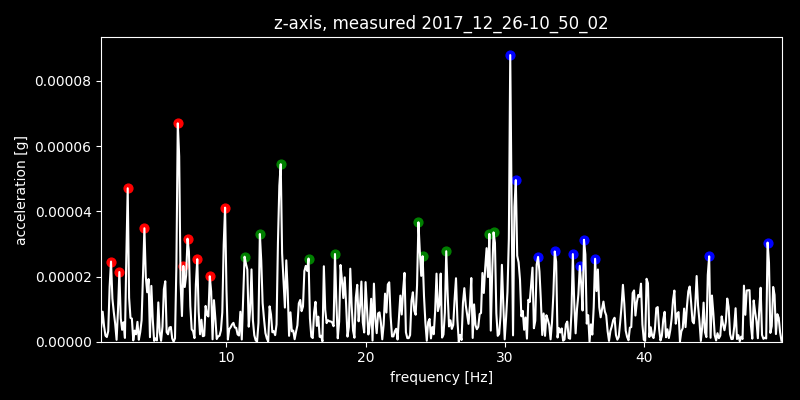 z-axis, measured 2017_12_26-10_50_02
0.00008
0.00006
0.00004
0.00002
0.00000
acceleration [g]
10 20 30 40
frequency [Hz]